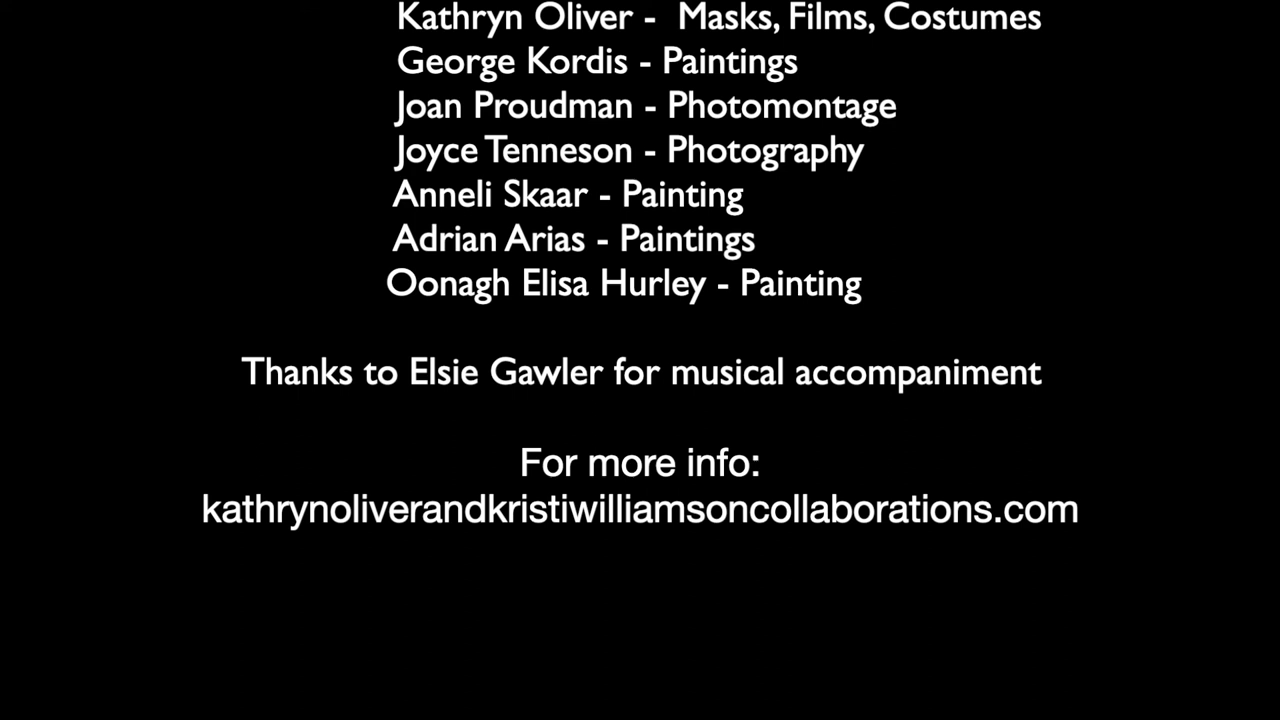 Kathryn Oliver -  Masks, Films, Costumes
George Kordis - Paintings
Joan Proudman - Photomontage
Joyce Tenneson - Photography
Anneli Skaar - Painting
Adrian Arias - Paintings
Oonagh Elisa Hurley - Painting
Thanks to Elsie Gawler for musical accompaniment
For more info:
kathrynoliverandkristiwilliamsoncollaborations.com